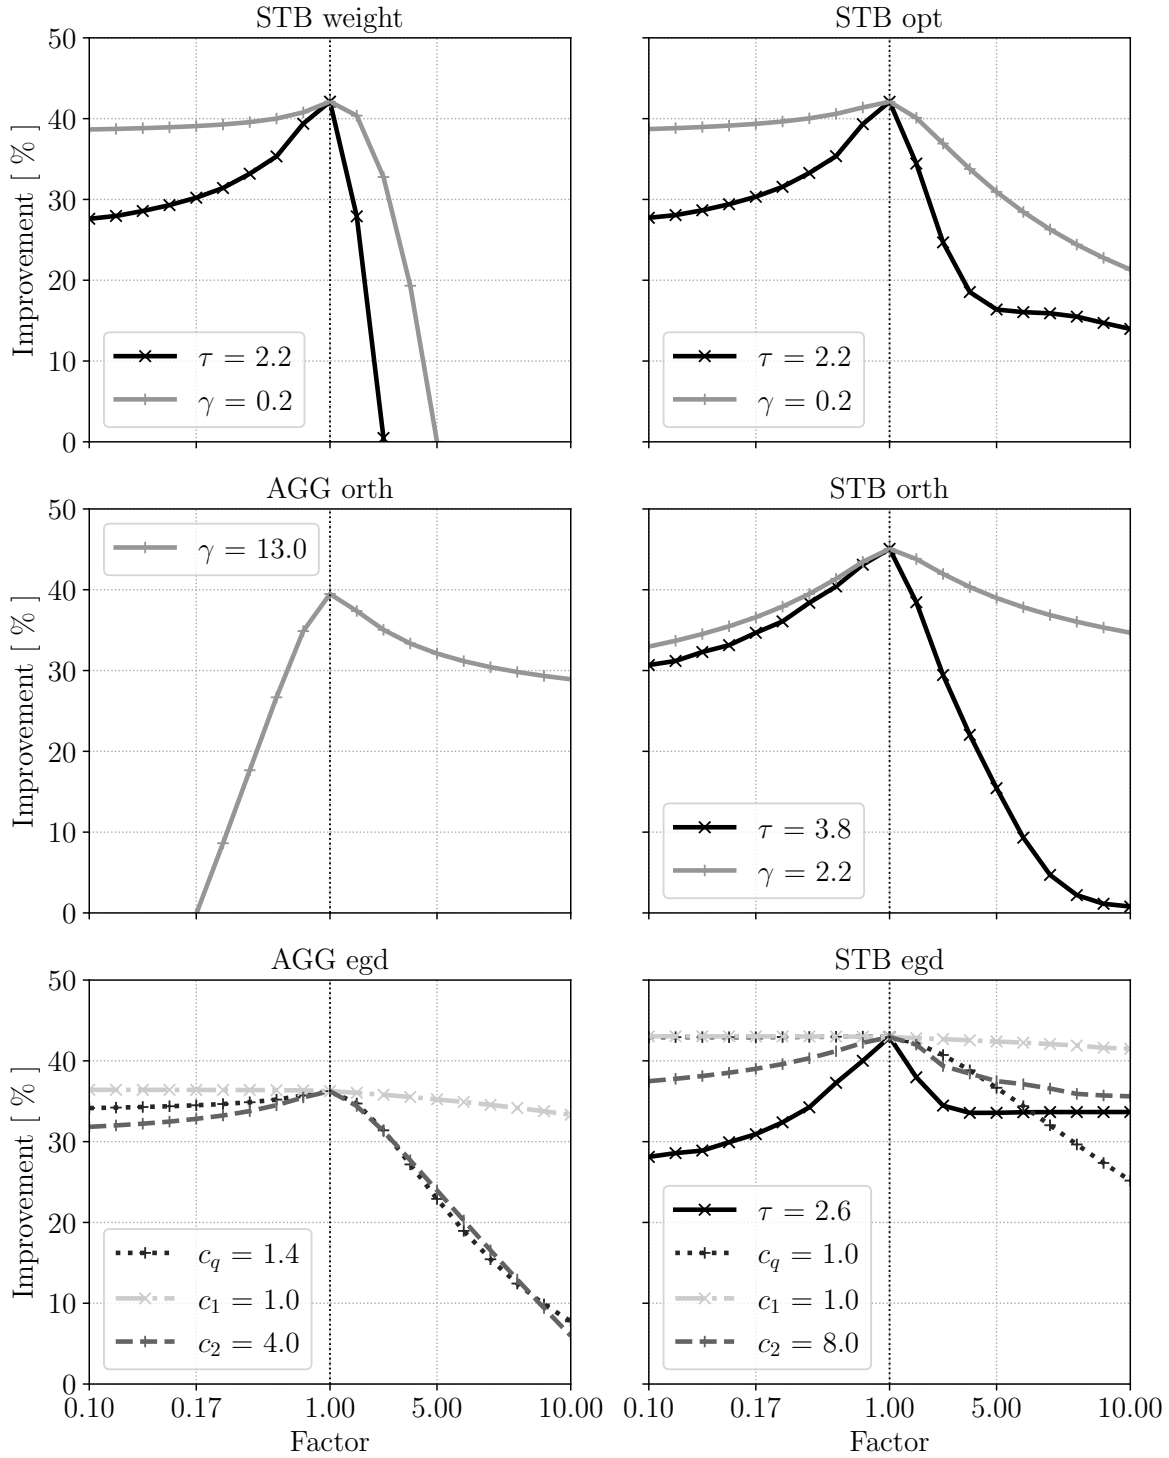 STB weight
STB opt
50
40
30
20
10
0
Improvement [ % ]
τ = 2.2
γ = 0.2
τ = 2.2
γ = 0.2
AGG orth
STB orth
50
40
30
20
10
0
Improvement [ % ]
γ = 13.0
τ = 3.8
γ = 2.2
AGG egd
STB egd
50
40
30
20
10
0
Improvement [ % ]
c_q = 1.4
c_1 = 1.0
c_2 = 4.0
τ = 2.6
c_q = 1.0
c_1 = 1.0
c_2 = 8.0
0.10 0.17 1.00 5.00 10.00
0.10 0.17 1.00 5.00 10.00
Factor
Factor